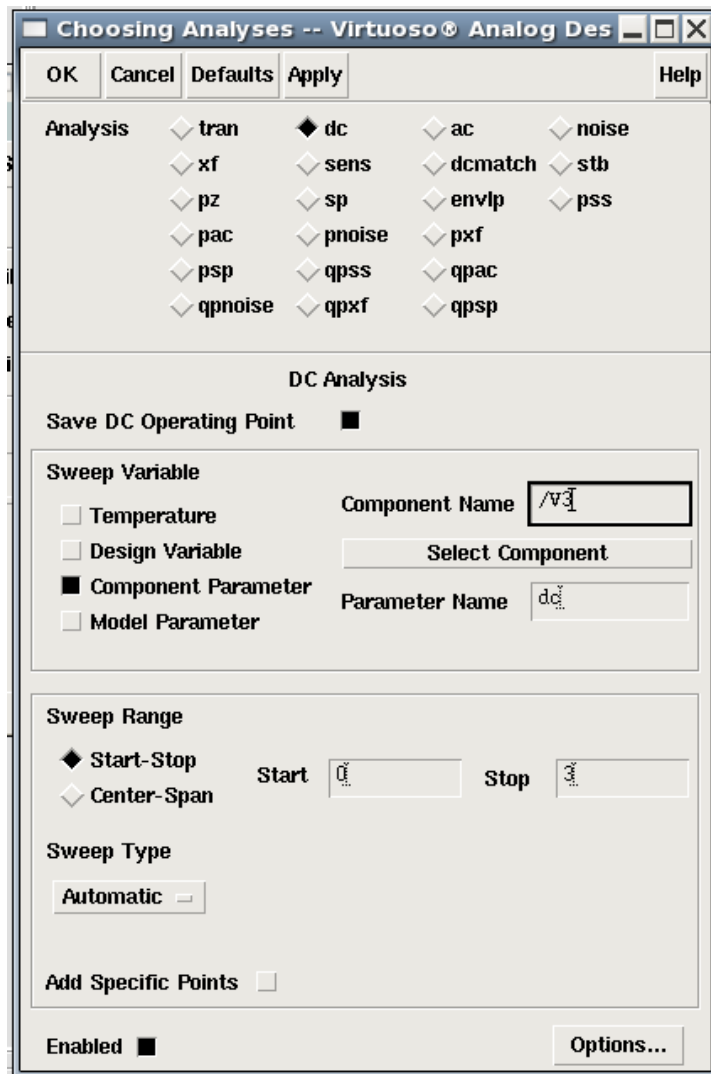 Choosing Analyses -- Virtuoso® Analog Des
OK Cancel Defaults Apply Help
Analysis tran dc ac noise
xf sens dcmatch stb
pz sp envlp pss
pac pnoise pxf
psp qpss qpac
qpnoise qpxf qpsp
DC Analysis
Save DC Operating Point
Sweep Variable
Temperature
Design Variable
Component Parameter
Model Parameter
Component Name /V3
Select Component
Parameter Name dc
Sweep Range
Start-Stop
Center-Span
Start 0 Stop 3
Sweep Type
Automatic
Add Specific Points
Enabled Options...